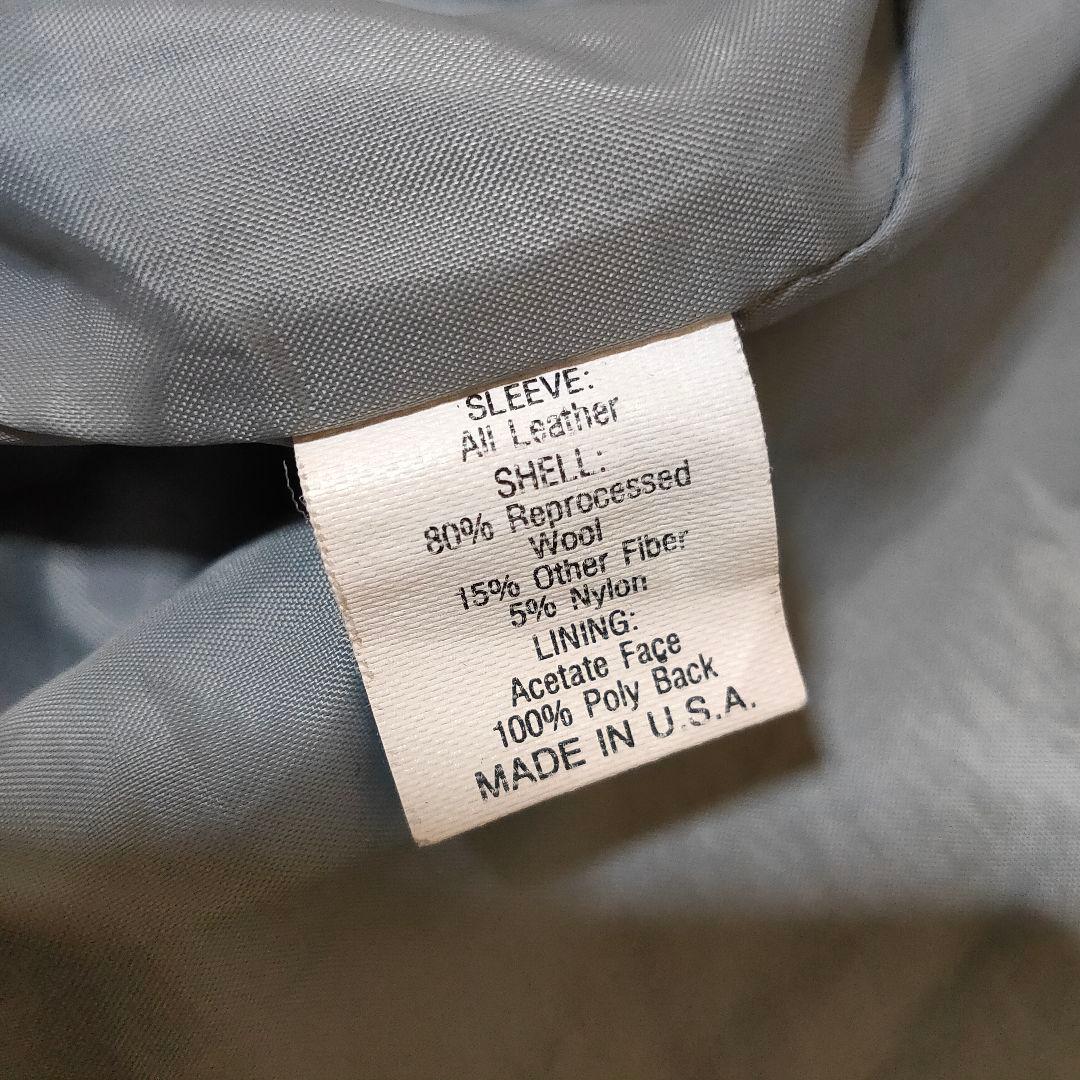 SLEEVE:
All Leather
SHELL:
80% Reprocessed
Wool
15% Other Fiber
5% Nylon
LINING:
Acetate Face
100% Poly Back
MADE IN U.S.A.